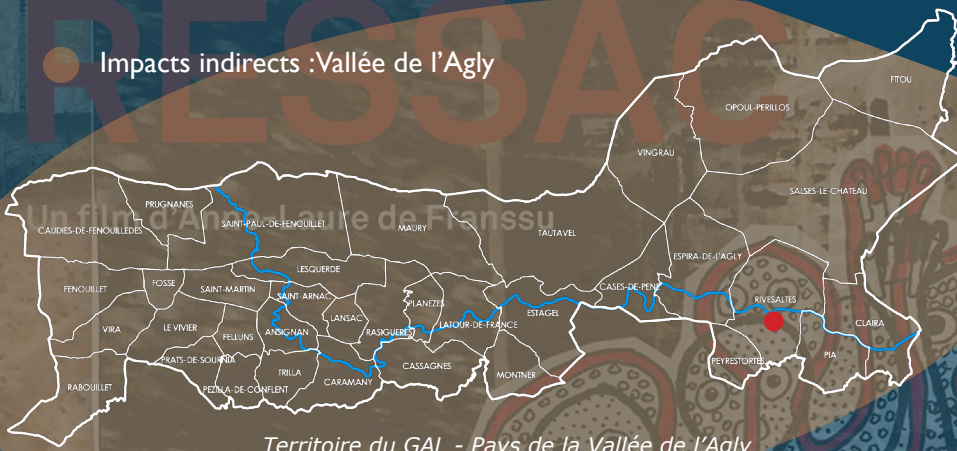 RESSAC
Impacts indirects :Vallée de l’Agly
Un film d'Anne-Laure de Franssu
FITOU
OPOUL-PERILLOS
VINGRAU
SALSES-LE-CHATEAU
PRUGNANES
CAUDIES-DE-FENOUILLEDES
SAINT-PAUL-DE-FENOUILLET
MAURY
TAUTAVEL
ESPIRA-DE-L'AGLY
LESQUERDE
FOSSE
FENOUILLET
SAINT-MARTIN
SAINT-ARNAC
CASES-DE-PENE
RIVESALTES
PLANEZES
ESTAGEL
LANSAC
LATOUR-DE-FRANCE
CLAIRA
VIRA
LE VIVIER
FELLUNS
ANSIGNAN
RASIGUERES
PIA
PRATS-DE-SOURNIA
PEYRESTORTES
CASSAGNES
TRILLA
MONTNER
CARAMANY
RABOUILLET
PEZILLA-DE-CONFLENT
Territoire du GAL - Pays de la Vallée de l’Agly